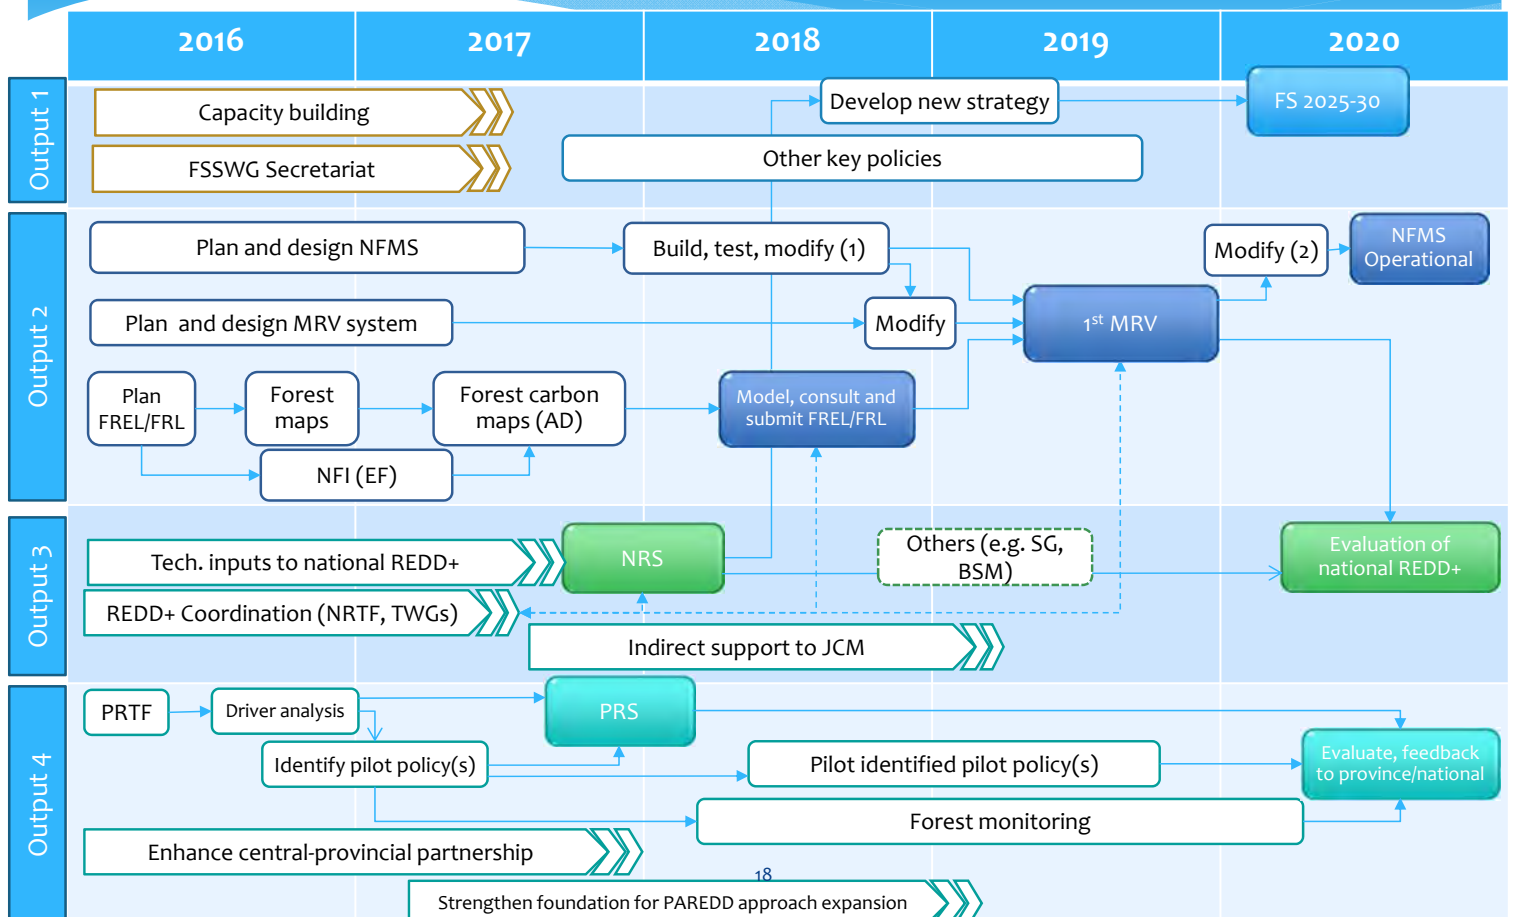 2016
2017
2018
2019
2020
Output 1
Capacity building
Develop new strategy
FS 2025-30
FSSWG Secretariat
Other key policies
Output 2
Plan and design NFMS
Build, test, modify (1)
Modify (2)
NFMS
Operational
Plan and design MRV system
Modify
1st MRV
Plan
FREL/FRL
Forest
maps
Forest carbon
maps (AD)
Model, consult and
submit FREL/FRL
NFI (EF)
Output 3
Tech. inputs to national REDD+
NRS
Others (e.g. SG,
BSM)
Evaluation of
national REDD+
REDD+ Coordination (NRTF, TWGs)
Indirect support to JCM
Output 4
PRTF
Driver analysis
PRS
Identify pilot policy(s)
Pilot identified pilot policy(s)
Evaluate, feedback
to province/national
Forest monitoring
Enhance central-provincial partnership
18
Strengthen foundation for PAREDD approach expansion